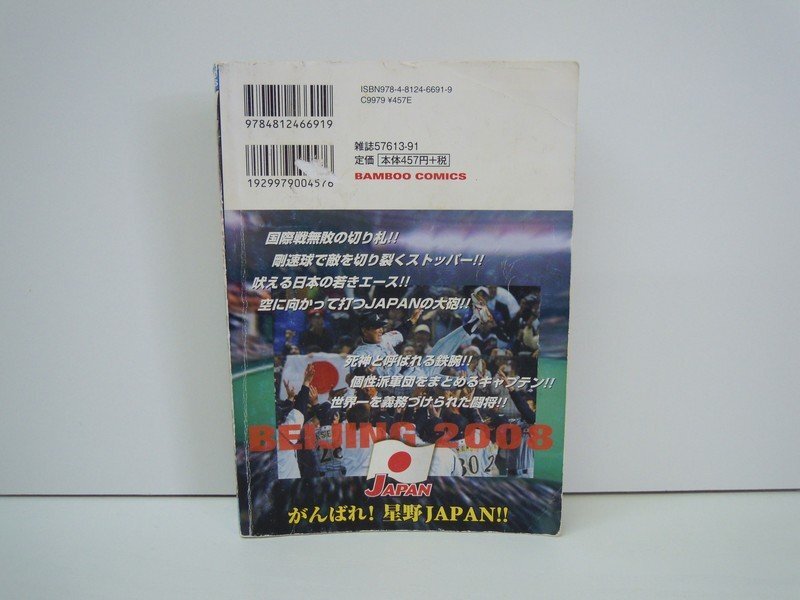 ISBN978-4-8124-6691-9
C9979 ¥457E
9784812466919
雑誌57613-91
定価 本体457円+税
1929979004576
BAMBOO COMICS
国際戦無敗の切り札!!
剛速球で敵を切り裂くストッパー!!
吠える日本の若きエース!!
空に向かって打つJAPANの大砲!!
死神と呼ばれる鉄腕!!
個性派軍団をまとめるキャプテン!!
世界一を義務づけられた闘将!!
BEIJING 2008
JAPAN
がんばれ! 星野JAPAN!!